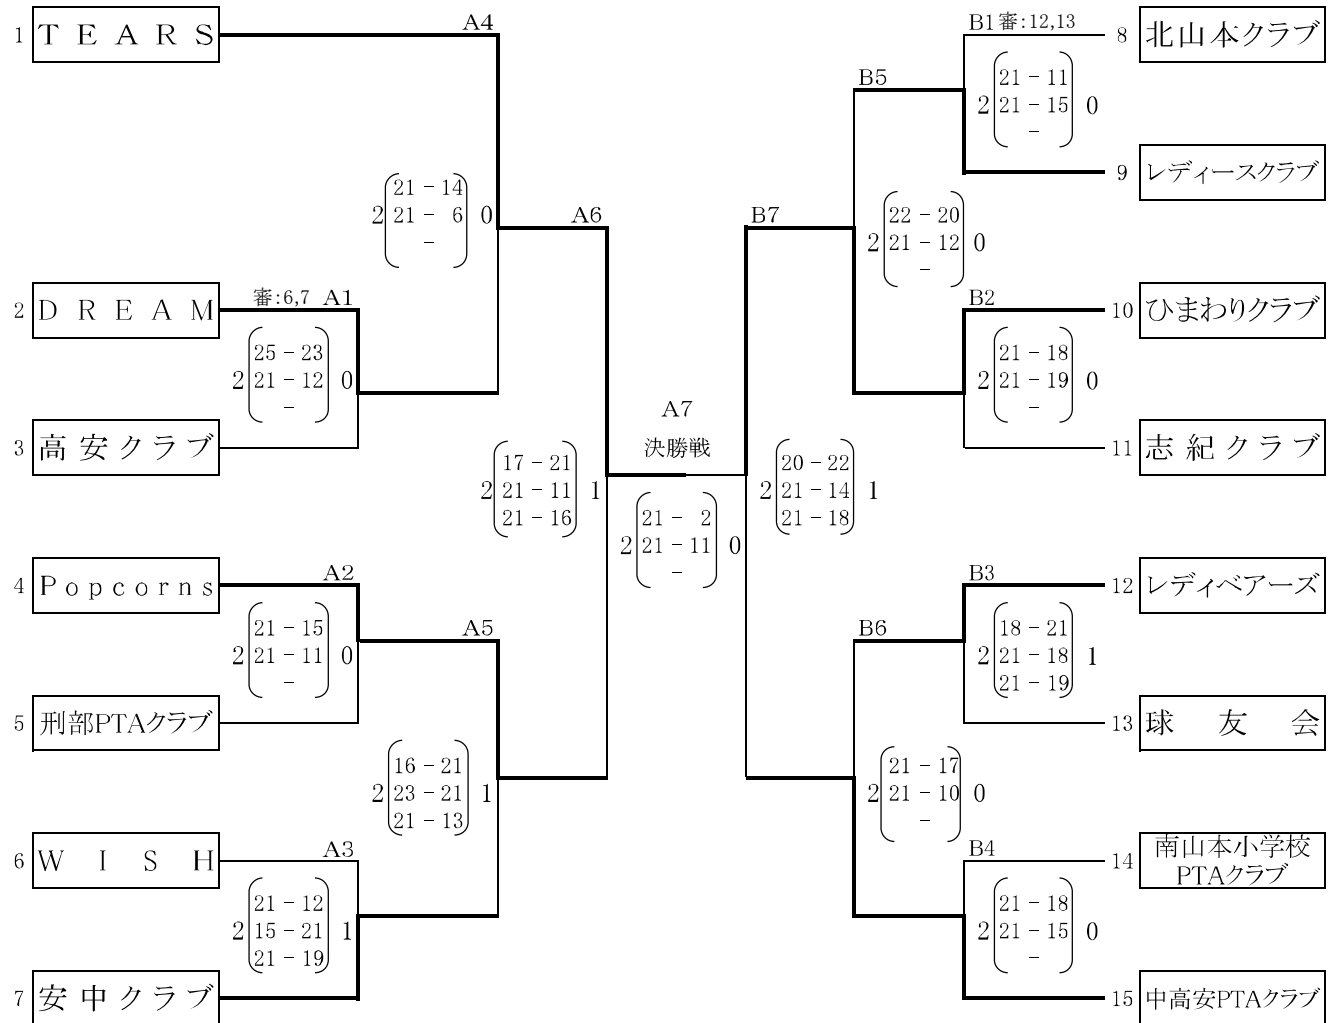 1 TEARS
A4
21 - 14
2 21 - 6 0
-
2 DREAM
審:6,7 A1
25 - 23
2 21 - 12 0
-
3 高安クラブ
A6
17 - 21
2 21 - 11 1
21 - 16
4 Popcorns
A2
21 - 15
2 21 - 11 0
-
5 刑部PTAクラブ
A5
16 - 21
2 23 - 21 1
21 - 13
6 WISH
A3
21 - 12
2 15 - 21 1
21 - 19
7 安中クラブ
A7
決勝戦
21 - 2
2 21 - 11 0
-
B1 審:12,13
8 北山本クラブ
21 - 11
2 21 - 15 0
-
9 レディースクラブ
B5
22 - 20
2 21 - 12 0
-
B2
10 ひまわりクラブ
21 - 18
2 21 - 19 0
-
11 志紀クラブ
B7
20 - 22
2 21 - 14 1
21 - 18
B3
12 レディベアーズ
18 - 21
2 21 - 18 1
21 - 19
13 球友会
B6
21 - 17
2 21 - 10 0
-
B4
14 南山本小学校
PTAクラブ
21 - 18
2 21 - 15 0
-
15 中高安PTAクラブ